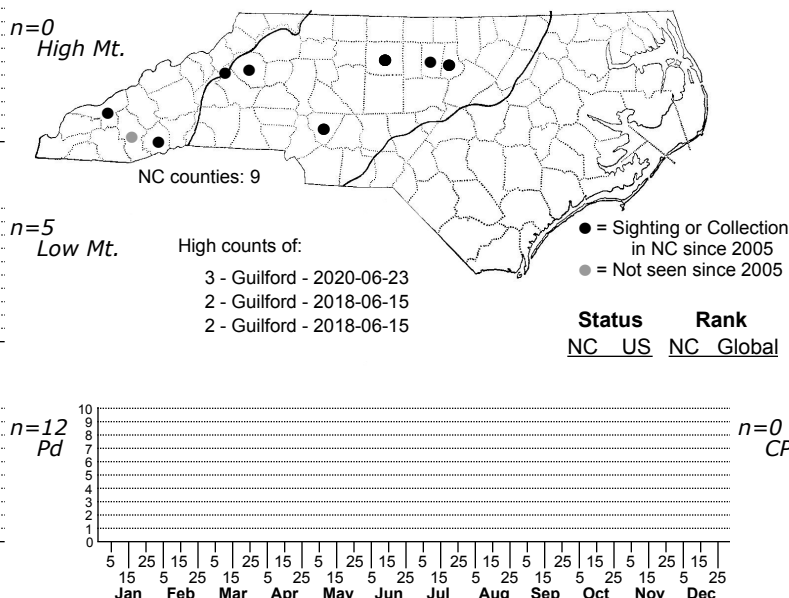 n=0
High Mt.
NC counties: 9
n=5
Low Mt.
High counts of:
3 - Guilford - 2020-06-23
2 - Guilford - 2018-06-15
2 - Guilford - 2018-06-15
= Sighting or Collection
in NC since 2005
= Not seen since 2005
Status Rank
NC US NC Global
n=12
Pd
n=0
CP
10
9
8
7
6
5
4
3
2
1
0
5 25 15 5 25 15 5 25 15 5 25 15 5 25 15 5 25 15
15 5 25 15 5 25 15 5 25 15 5 25 15 5 25 15 5 25
Jan Feb Mar Apr May Jun Jul Aug Sep Oct Nov Dec